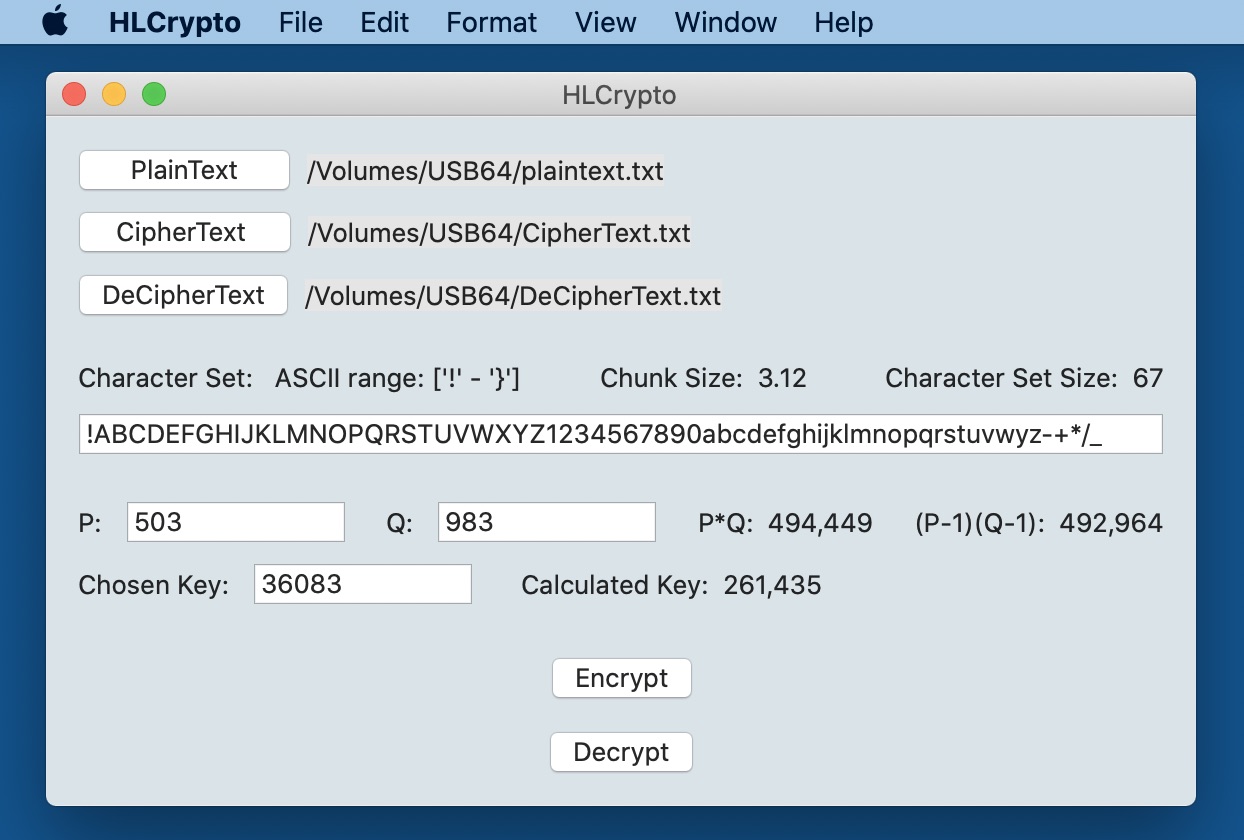 HLCrypto File Edit Format View Window Help
HLCrypto
PlainText /Volumes/USB64/plaintext.txt
CipherText /Volumes/USB64/CipherText.txt
DeCipherText /Volumes/USB64/DeCipherText.txt
Character Set: ASCII range: ['!' - '}'] Chunk Size: 3.12 Character Set Size: 67
!ABCDEFGHIJKLMNOPQRSTUVWXYZ1234567890abcdefghijklmnopqrstuvwyz-+*/_
P: 503 Q: 983 P*Q: 494,449 (P-1)(Q-1): 492,964
Chosen Key: 36083 Calculated Key: 261,435
Encrypt
Decrypt